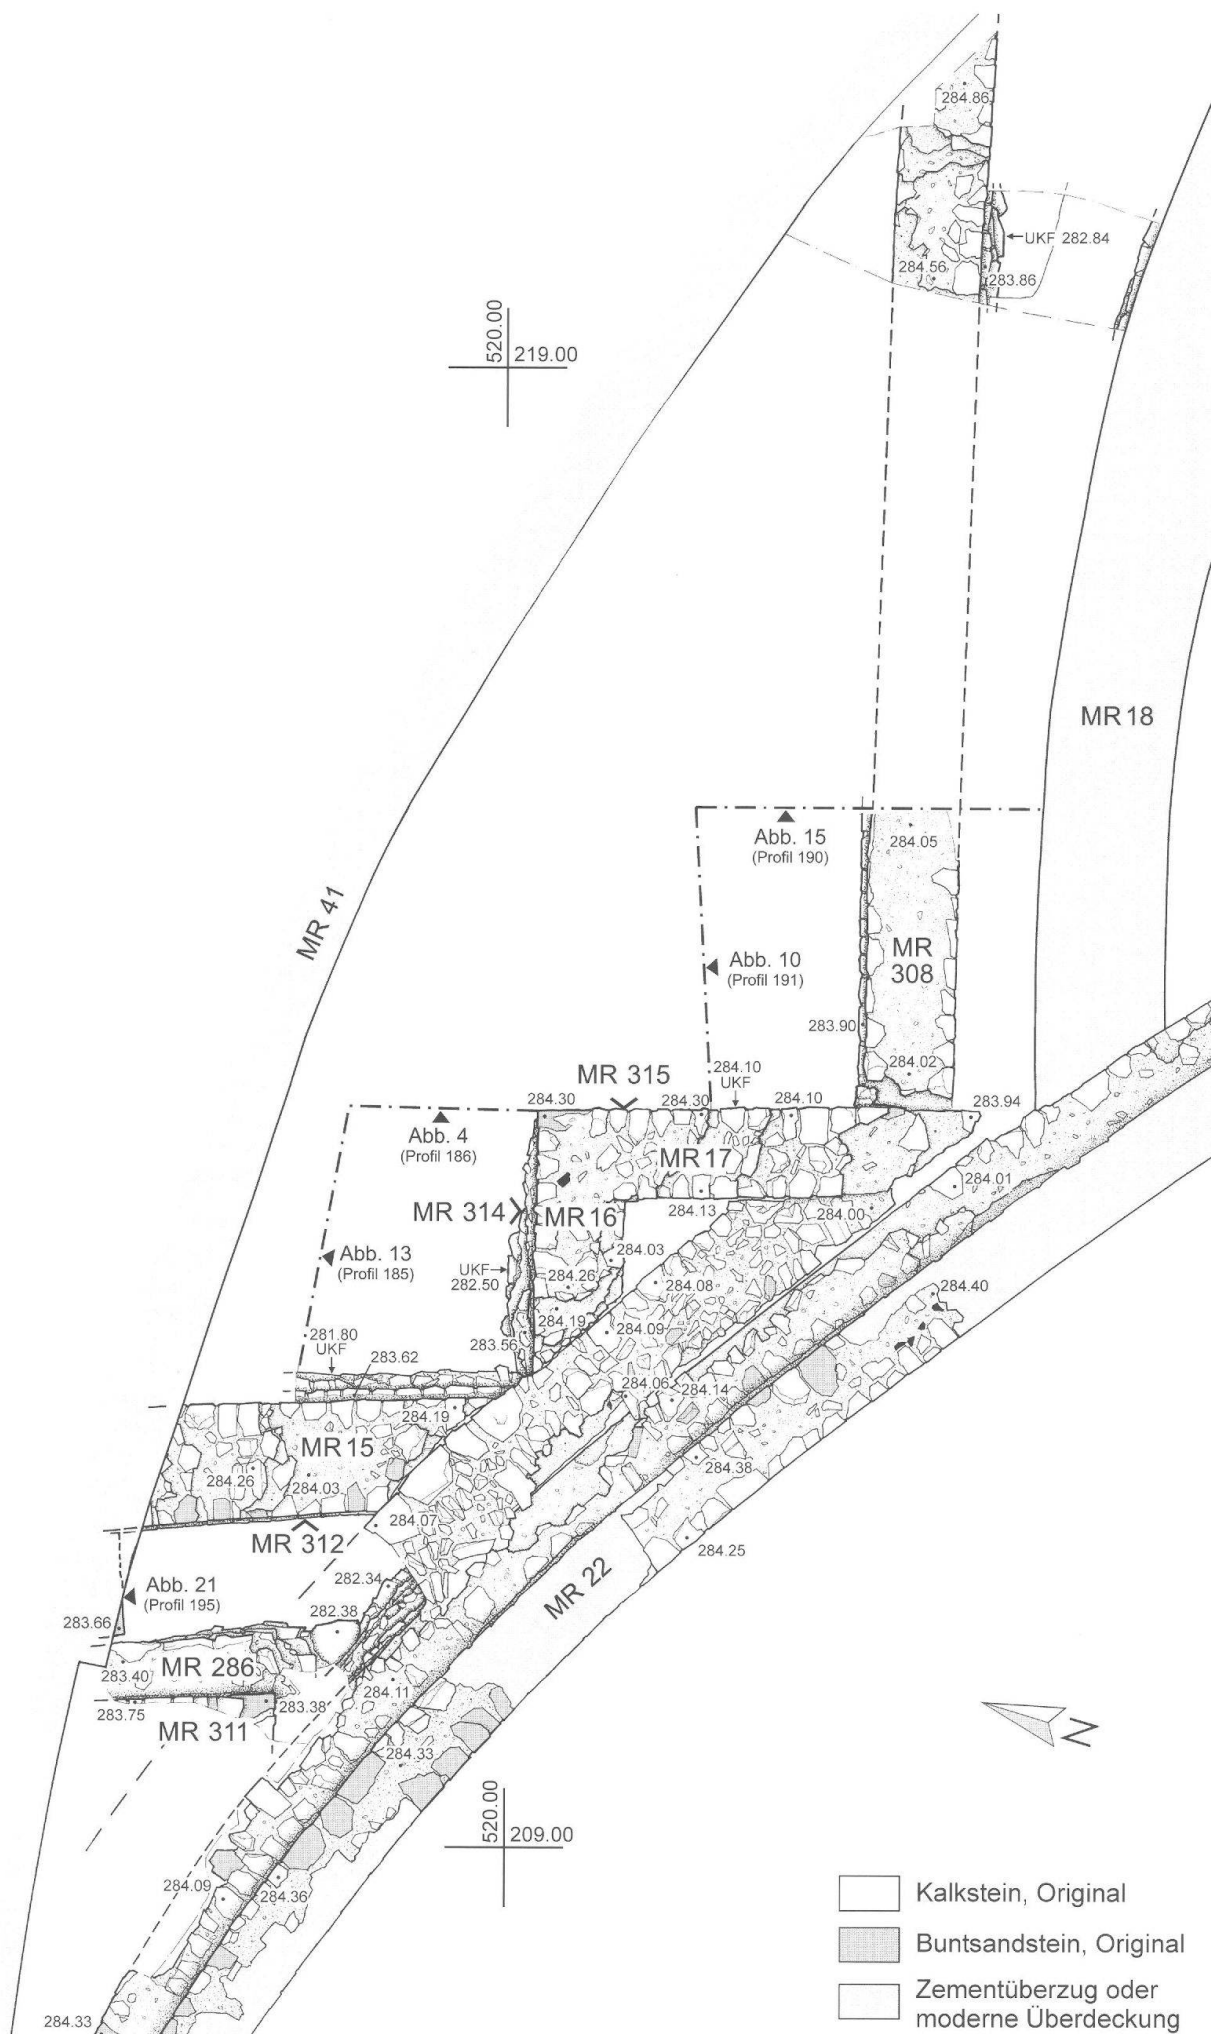 284.86
UKF 282.84
284.56
283.86
520.00
219.00
MR 18
Abb. 15
(Profil 190)
284.05
MR 41
MR
308
Abb. 10
(Profil 191)
283.90
284.02
MR 315
284.10
UKF
284.30
284.30
284.10
283.94
Abb. 4
(Profil 186)
MR 17
284.01
MR 314
MR 16
284.13
284.00
Abb. 13
(Profil 185)
UKF
282.50
284.03
284.26
284.08
284.40
284.19
284.09
281.80
UKF
283.62
283.56
284.06
284.14
284.19
MR 15
284.26
284.03
284.38
284.07
MR 312
284.25
Abb. 21
(Profil 195)
282.34
MR 22
283.66
282.38
283.40
MR 286
284.11
283.75
283.38
MR 311
284.33
N
520.00
209.00
284.09
284.36
Kalkstein, Original
Buntsandstein, Original
Zementüberzug oder
moderne Überdeckung
284.33